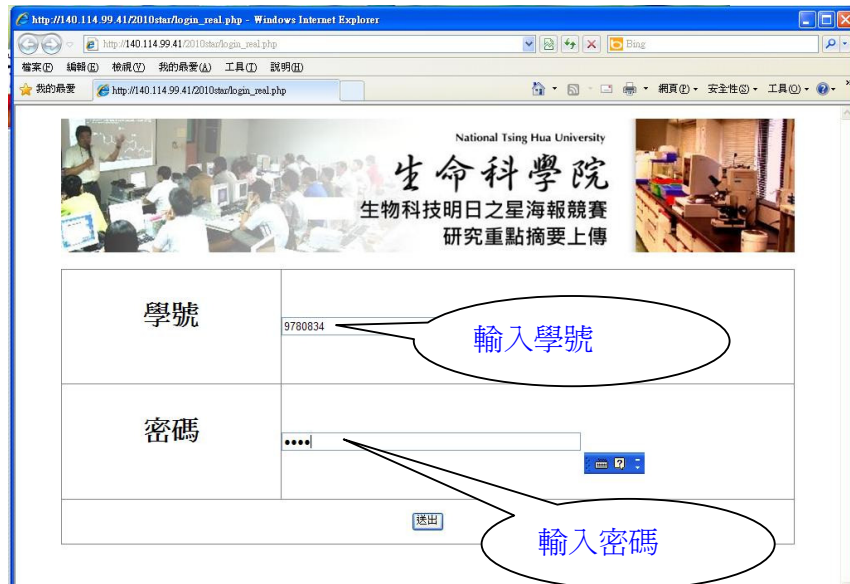 http://140.114.99.41/2010star/login_real.php - Windows Internet Explorer
http://140.114.99.41/2010star/login_real.php
Bing
檔案(F) 編輯(E) 檢視(V) 我的最愛(A) 工具(T) 說明(H)
我的最愛 http://140.114.99.41/2010star/login_real.php 網頁(P) 安全性(S) 工具(O)
National Tsing Hua University
生命科學院
生物科技明日之星海報競賽
研究重點摘要上傳
學號
9780834
輸入學號
密碼
••••
送出
輸入密碼